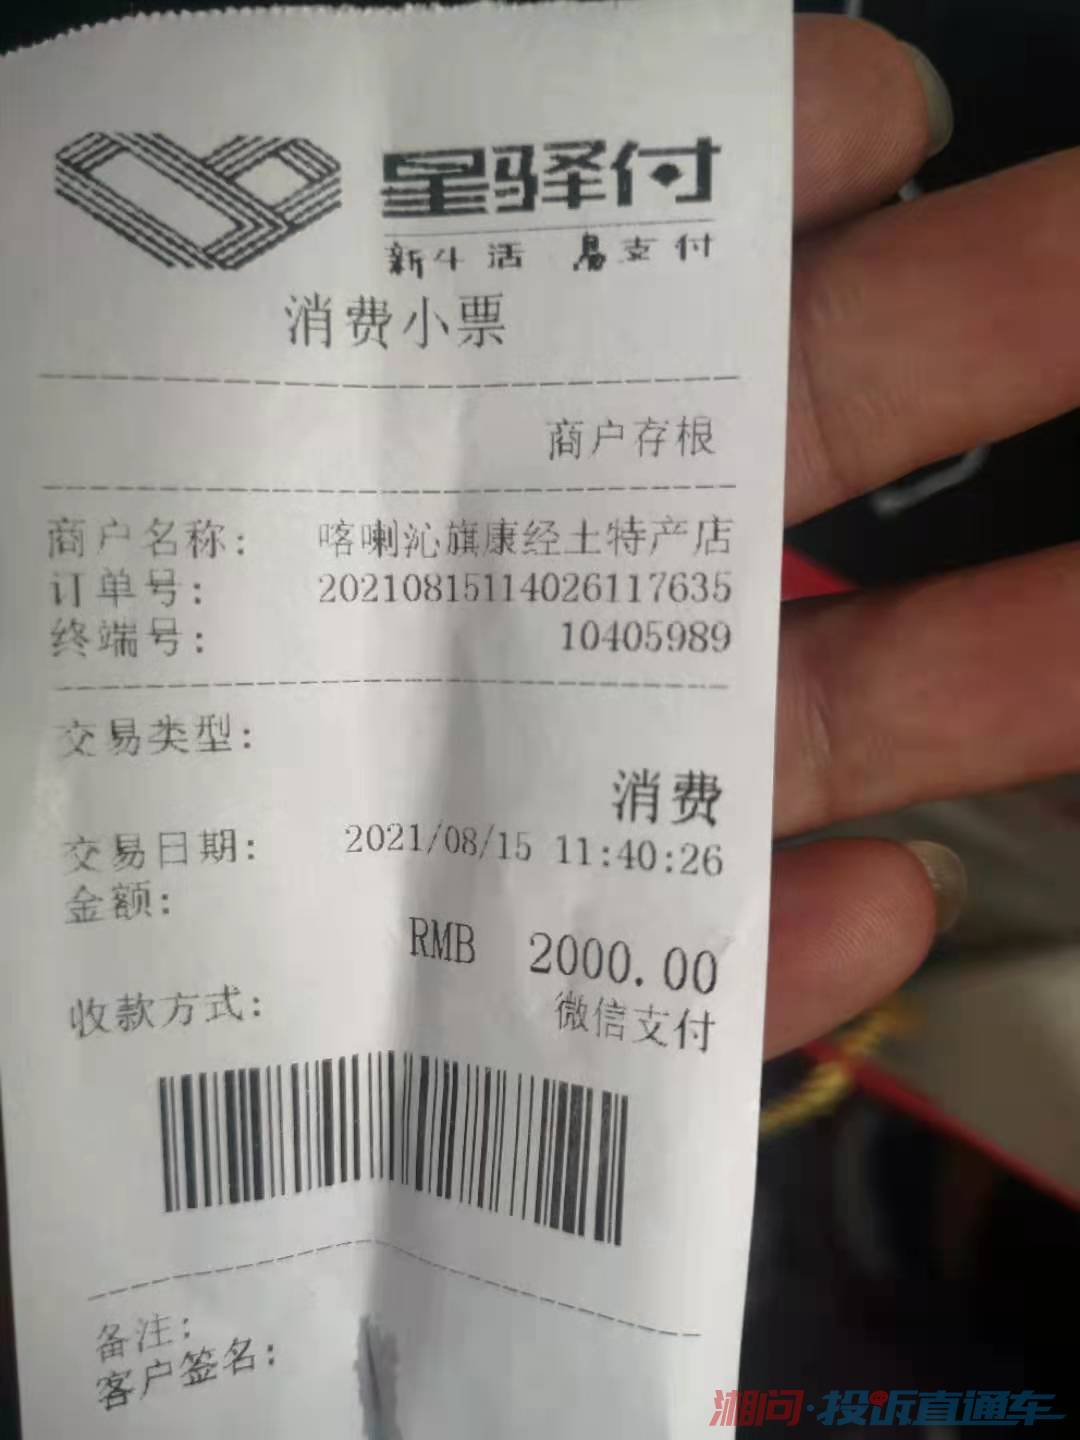 星驿付
新生活 易支付
消费小票
商户存根
商户名称: 喀喇沁旗康经土特产店
订单号: 20210815114026117635
终端号: 10405989
交易类型:
消费
交易日期: 2021/08/15 11:40:26
金额:
RMB 2000.00
收款方式: 微信支付
备注:
客户签名:
湘问·投诉直通车